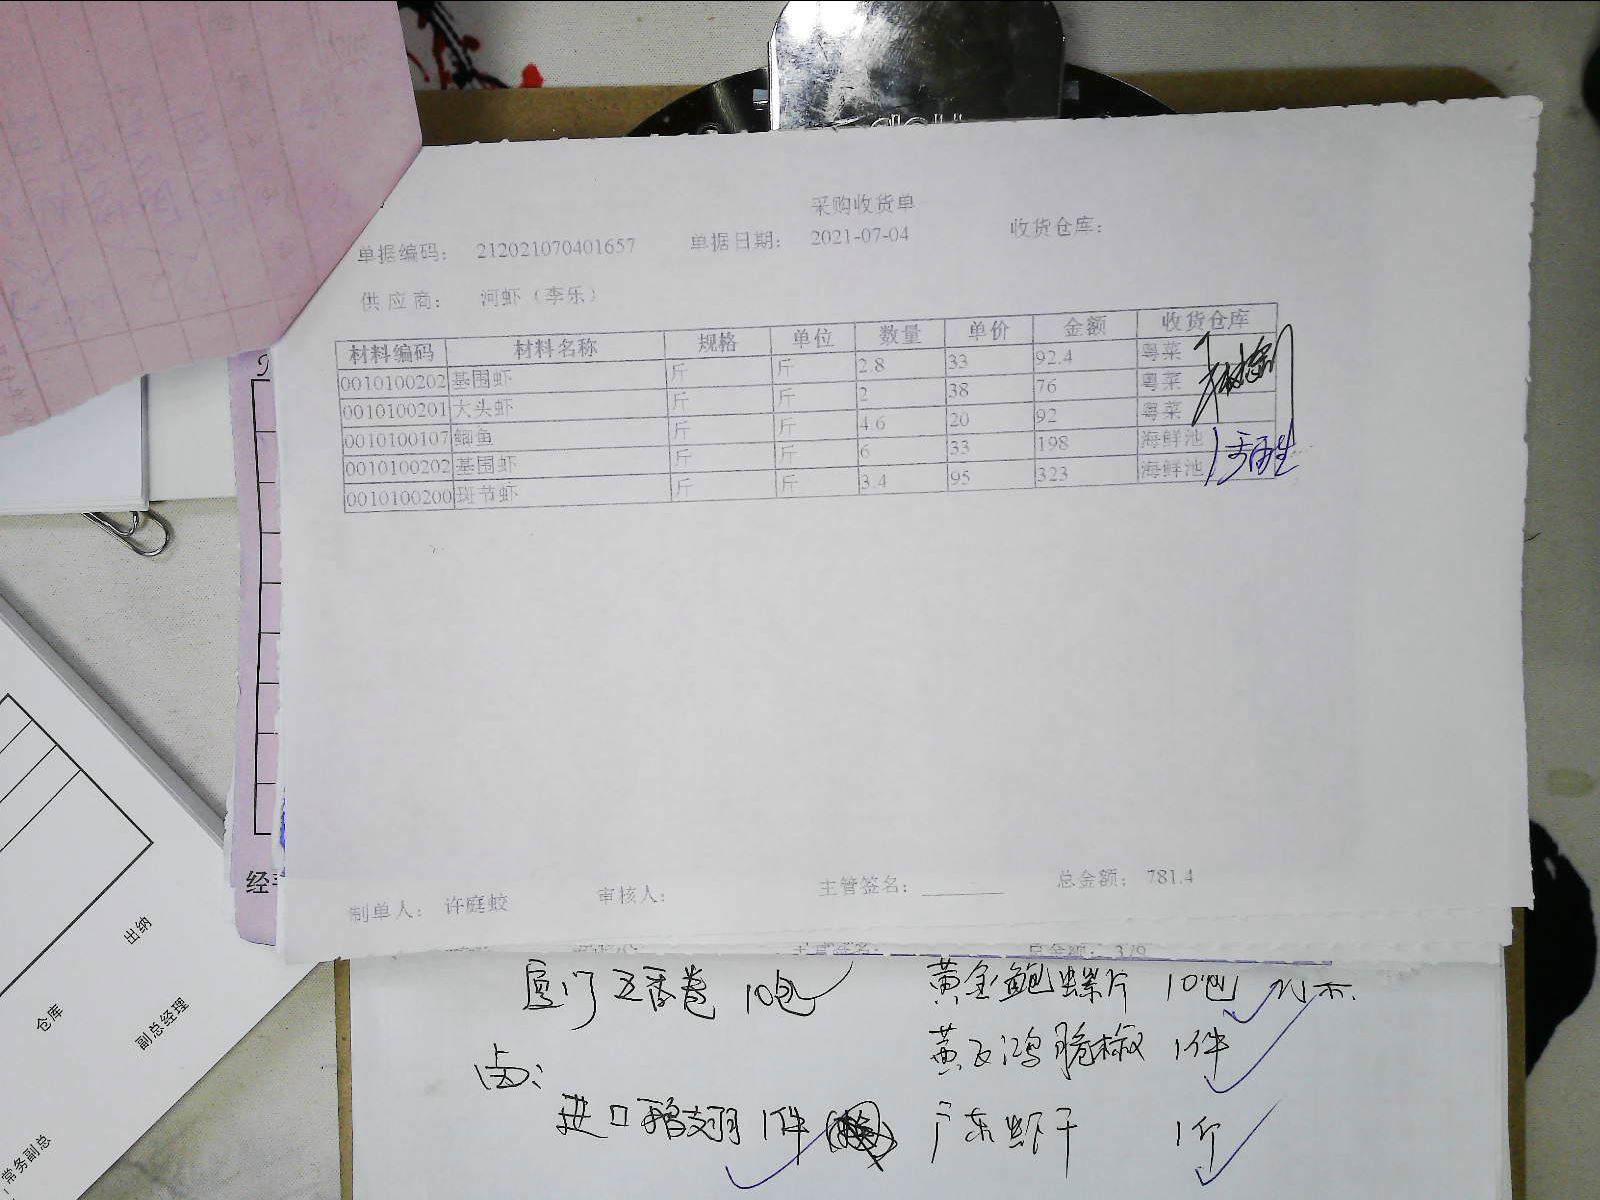 采购收货单
单据编码： 212021070401657 单据日期： 2021-07-04 收货仓库：
供应商： 河虾（李乐）
材料编码 材料名称 规格 单位 数量 单价 金额 收货仓库
0010100202 基围虾 斤 斤 2.8 33 92.4 粤菜
0010100201 大头虾 斤 斤 2 38 76 粤菜
0010100107 鲫鱼 斤 斤 4.6 20 92 粤菜
0010100202 基围虾 斤 斤 6 33 198 海鲜池
0010100200 斑节虾 斤 斤 3.4 95 323 海鲜池
制单人： 许庭蛟 审核人： 主管签名： 总金额： 781.4
主管签名： 总金额： 379
厦门五香卷 10包 黄金鲍螺片 10包
黄飞鸿脆椒 1件
卤：
进口鸭翅 1件 广东虾干 1斤
经
出纳
仓库
副总经理
常务副总